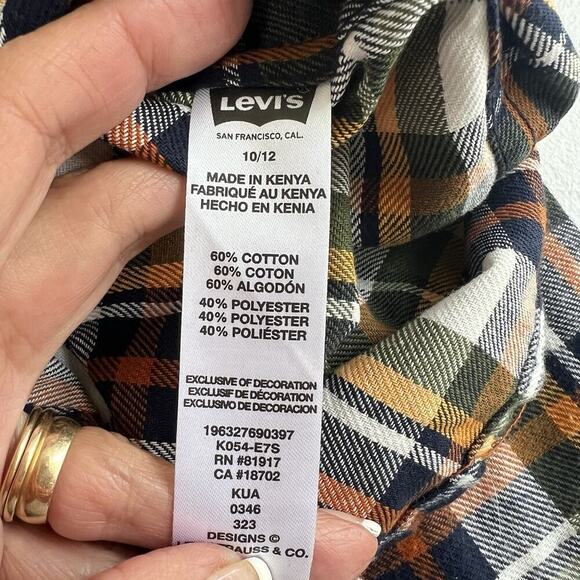 Levi's
SAN FRANCISCO, CAL.
10/12
MADE IN KENYA
FABRIQUÉ AU KENYA
HECHO EN KENIA
60% COTTON
60% COTON
60% ALGODÓN
40% POLYESTER
40% POLYESTER
40% POLIÉSTER
EXCLUSIVE OF DECORATION
EXCLUSIF DE DÉCORATION
EXCLUSIVO DE DECORACION
196327690397
K054-E7S
RN #81917
CA #18702
KUA
0346
323
DESIGNS ©
& CO.